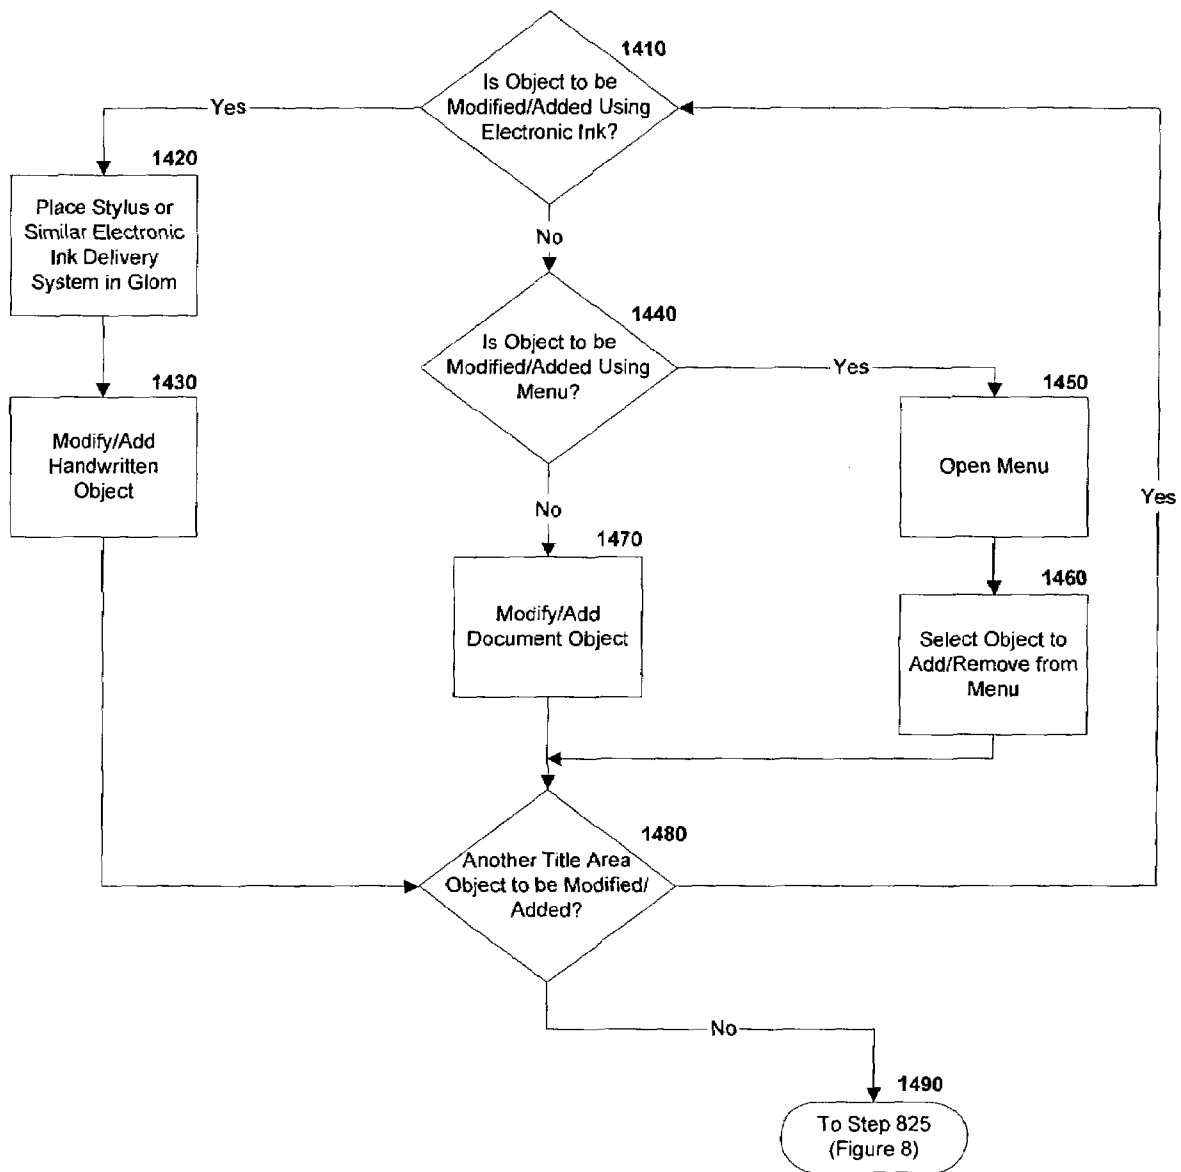 1410
Is Object to be
Modified/Added Using
Electronic Ink?
Yes
1420
Place Stylus or
Similar Electronic
Ink Delivery
System in Glom
No
1430
Modify/Add
Handwritten
Object
1440
Is Object to be
Modified/Added Using
Menu?
Yes
1450
Open Menu
Yes
No
1470
Modify/Add
Document Object
1460
Select Object to
Add/Remove from
Menu
1480
Another Title Area
Object to be Modified/
Added?
No
1490
To Step 825
(Figure 8)